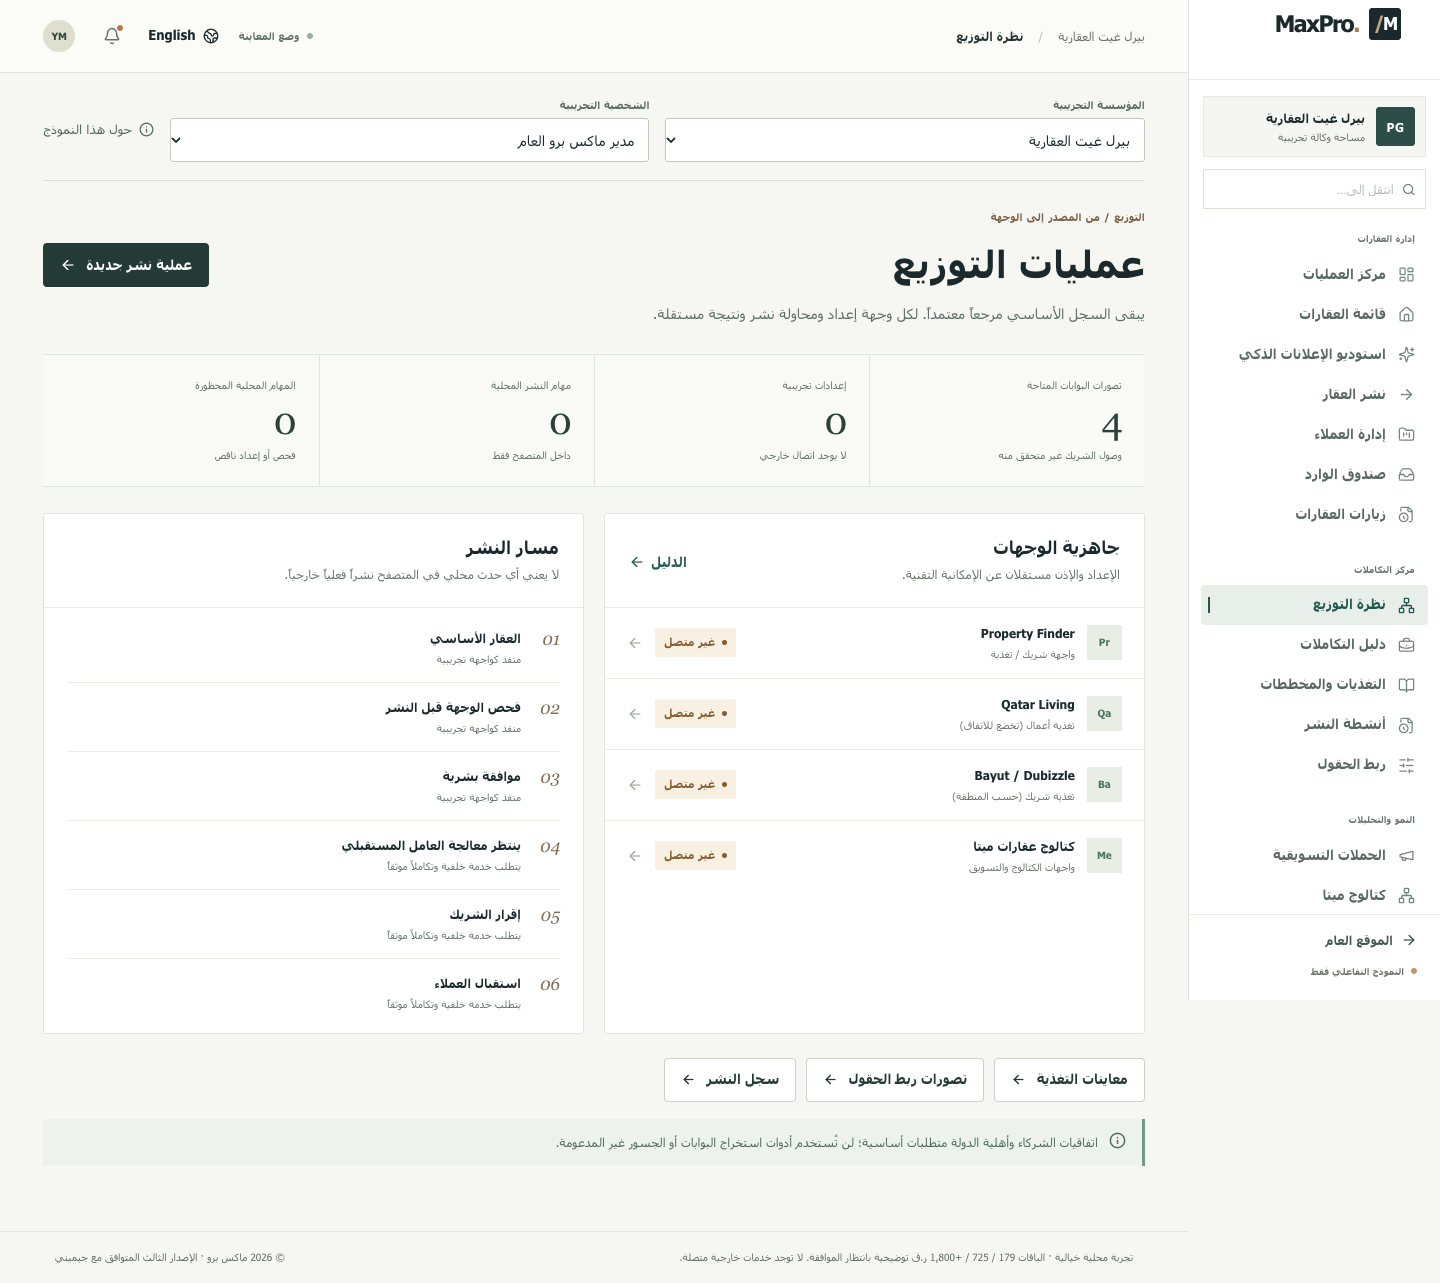 MaxPro.
/M
PG
بيرل غيت العقارية
مساحة وكالة تجريبية
انتقل إلى...
إدارة العقارات
مركز العمليات
قائمة العقارات
استوديو الإعلانات الذكي
نشر العقار
إدارة العملاء
صندوق الوارد
زيارات العقارات
مركز التكاملات
نظرة التوزيع
دليل التكاملات
التغذيات والمخططات
أنشطة النشر
ربط الحقول
النمو والتحليلات
الحملات التسويقية
كتالوج ميتا
الموقع العام
النموذج التفاعلي فقط
بيرل غيت العقارية / نظرة التوزيع
وضع المعاينة
English
YM
المؤسسة التجريبية
بيرل غيت العقارية
الشخصية التجريبية
مدير ماكس برو العام
حول هذا النموذج
التوزيع / من المصدر إلى الوجهة
عمليات التوزيع
عملية نشر جديدة
يبقى السجل الأساسي مرجعاً معتمداً. لكل وجهة إعداد ومحاولة نشر ونتيجة مستقلة.
تصورات البوابات المتاحة
4
وصول الشريك غير متحقق منه
إعدادات تجريبية
0
لا يوجد اتصال خارجي
مهام النشر المحلية
0
داخل المتصفح فقط
المهام المحلية المحظورة
0
فحص أو إعداد ناقص
جاهزية الوجهات
الإعداد والإذن مستقلان عن الإمكانية التقنية.
الدليل
Pr
Property Finder
واجهة شريك / تغذية
غير متصل
Qa
Qatar Living
تغذية أعمال (تخضع للاتفاق)
غير متصل
Ba
Bayut / Dubizzle
تغذية شريك (حسب المنطقة)
غير متصل
Me
كتالوج عقارات ميتا
واجهات الكتالوج والتسويق
غير متصل
مسار النشر
لا يعني أي حدث محلي في المتصفح نشراً فعلياً خارجياً.
01
العقار الأساسي
منفذ كواجهة تجريبية
02
فحص الوجهة قبل النشر
منفذ كواجهة تجريبية
03
موافقة بشرية
منفذ كواجهة تجريبية
04
ينتظر معالجة العامل المستقبلي
يتطلب خدمة خلفية وتكاملاً موثقاً
05
إقرار الشريك
يتطلب خدمة خلفية وتكاملاً موثقاً
06
استقبال العملاء
يتطلب خدمة خلفية وتكاملاً موثقاً
معاينات التغذية
تصورات ربط الحقول
سجل النشر
اتفاقيات الشركاء وأهلية الدولة متطلبات أساسية؛ لن تُستخدم أدوات استخراج البوابات أو الجسور غير المدعومة.
تجربة محلية خيالية · الباقات 179 / 725 / +1,800 ر.ق توضيحية بانتظار الموافقة. لا توجد خدمات خارجية متصلة.
© 2026 ماكس برو · الإصدار الثالث المتوافق مع جيميني